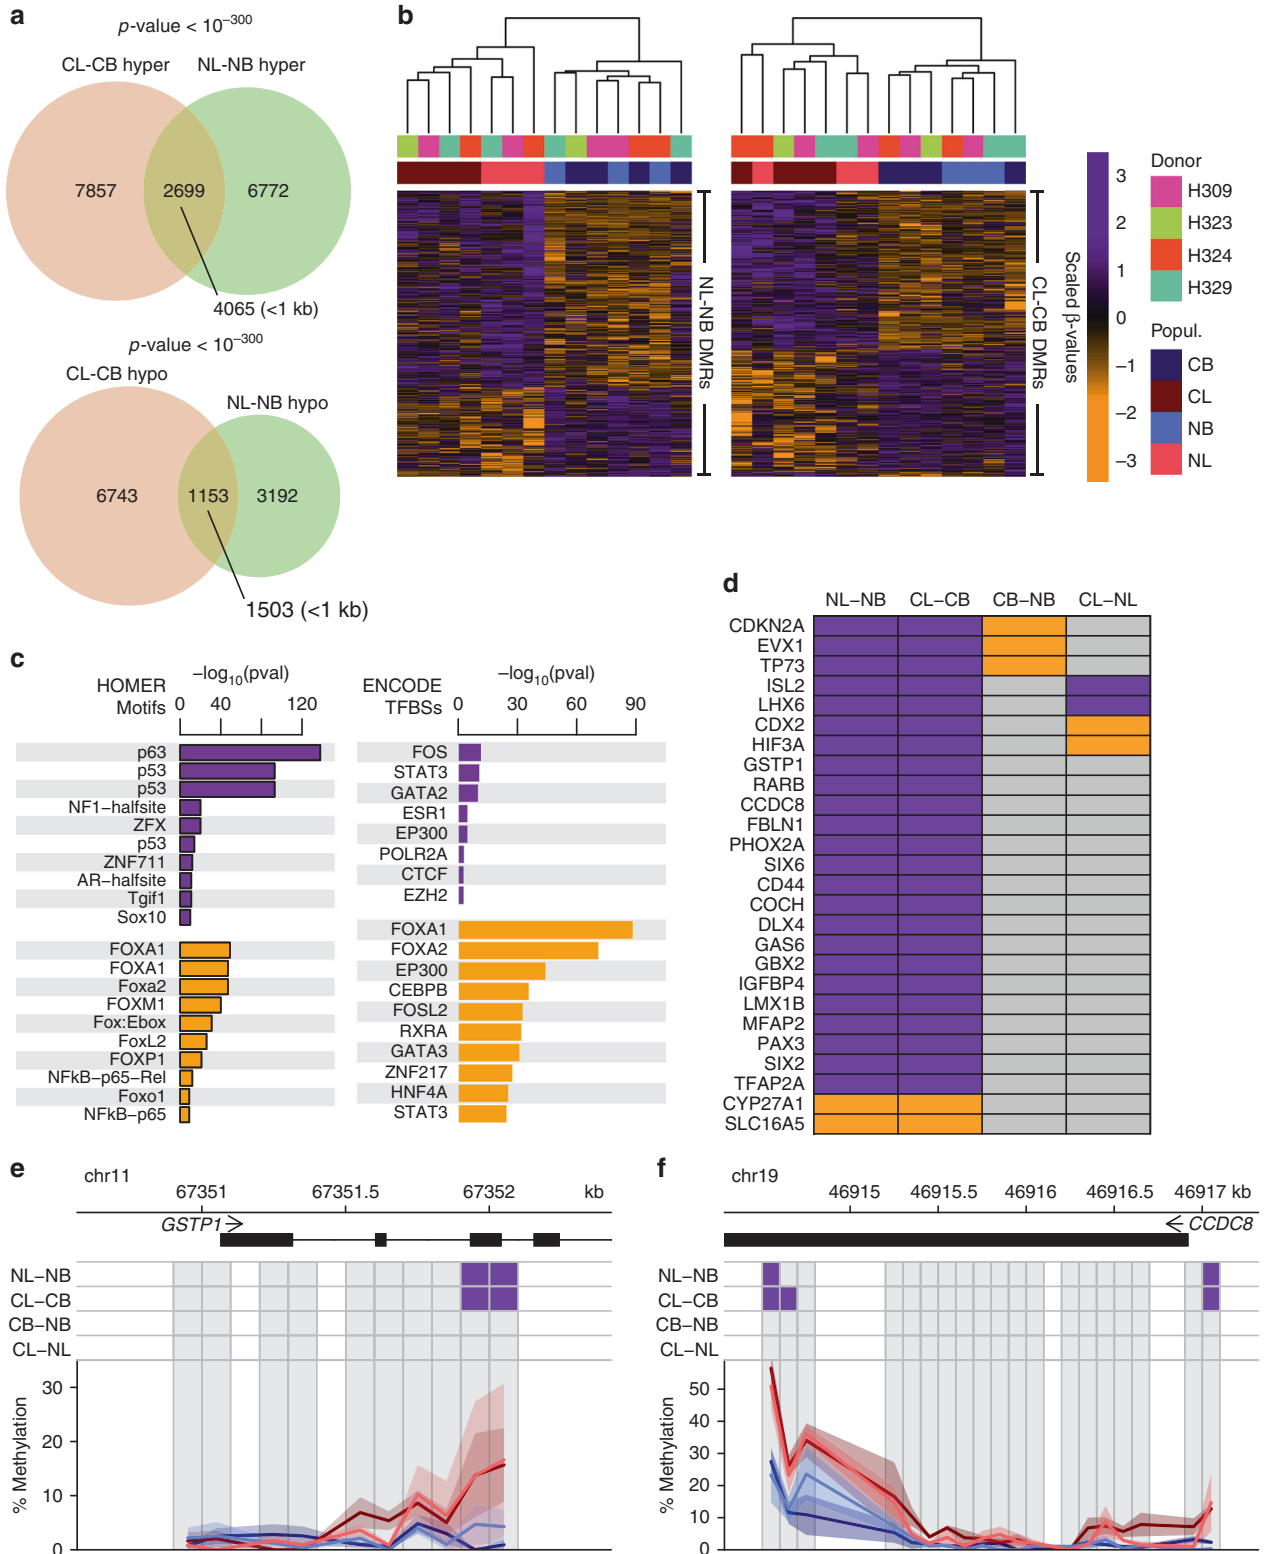 a
p-value < 10⁻³⁰⁰
CL-CB hyper
NL-NB hyper
7857
2699
6772
4065 (<1 kb)
p-value < 10⁻³⁰⁰
CL-CB hypo
NL-NB hypo
6743
1153
3192
1503 (<1 kb)
b
NL-NB DMRs
CL-CB DMRs
3
2
1
0
−1
−2
−3
Scaled β-values
Donor
H309
H323
H324
H329
Popul.
CB
CL
NB
NL
c
HOMER
Motifs
−log₁₀(pval)
0 40 120
p63
p53
p53
NF1−halfsite
ZFX
p53
ZNF711
AR−halfsite
Tgif1
Sox10
FOXA1
FOXA1
Foxa2
FOXM1
Fox:Ebox
FoxL2
FOXP1
NFkB−p65−Rel
Foxo1
NFkB−p65
ENCODE
TFBSs
−log₁₀(pval)
0 30 60 90
FOS
STAT3
GATA2
ESR1
EP300
POLR2A
CTCF
EZH2
FOXA1
FOXA2
EP300
CEBPB
FOSL2
RXRA
GATA3
ZNF217
HNF4A
STAT3
d
NL−NB CL−CB CB−NB CL−NL
CDKN2A
EVX1
TP73
ISL2
LHX6
CDX2
HIF3A
GSTP1
RARB
CCDC8
FBLN1
PHOX2A
SIX6
CD44
COCH
DLX4
GAS6
GBX2
IGFBP4
LMX1B
MFAP2
PAX3
SIX2
TFAP2A
CYP27A1
SLC16A5
e
chr11
67351 67351.5 67352 kb
GSTP1
NL−NB
CL−CB
CB−NB
CL−NL
% Methylation
30
20
10
0
f
chr19
46915 46915.5 46916 46916.5 46917 kb
CCDC8
NL−NB
CL−CB
CB−NB
CL−NL
% Methylation
50
40
30
20
10
0